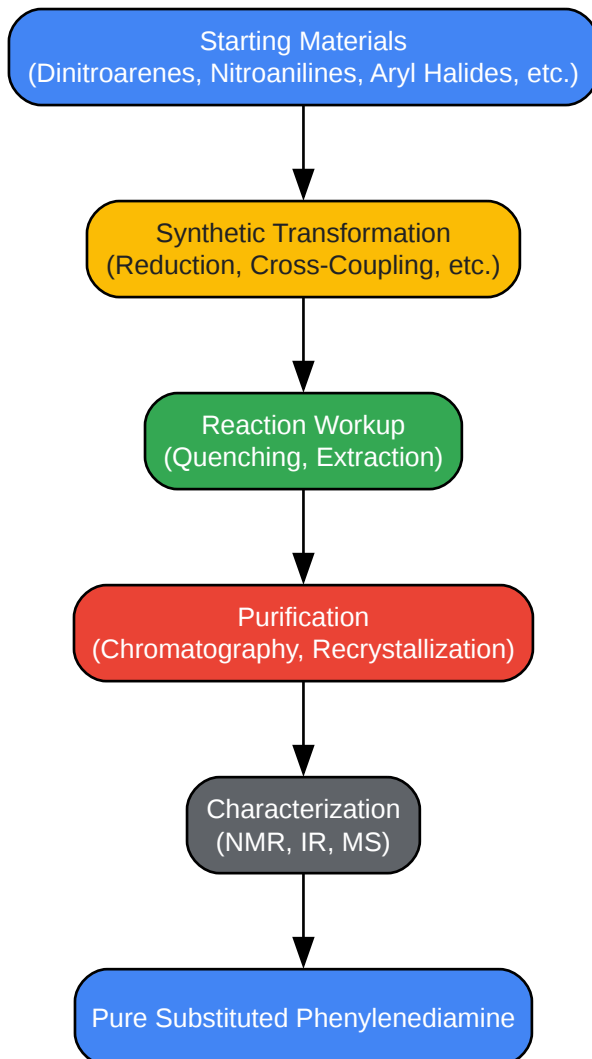 Starting Materials
(Dinitroarenes, Nitroanilines, Aryl Halides, etc.)
Synthetic Transformation
(Reduction, Cross-Coupling, etc.)
Reaction Workup
(Quenching, Extraction)
Purification
(Chromatography, Recrystallization)
Characterization
(NMR, IR, MS)
Pure Substituted Phenylenediamine